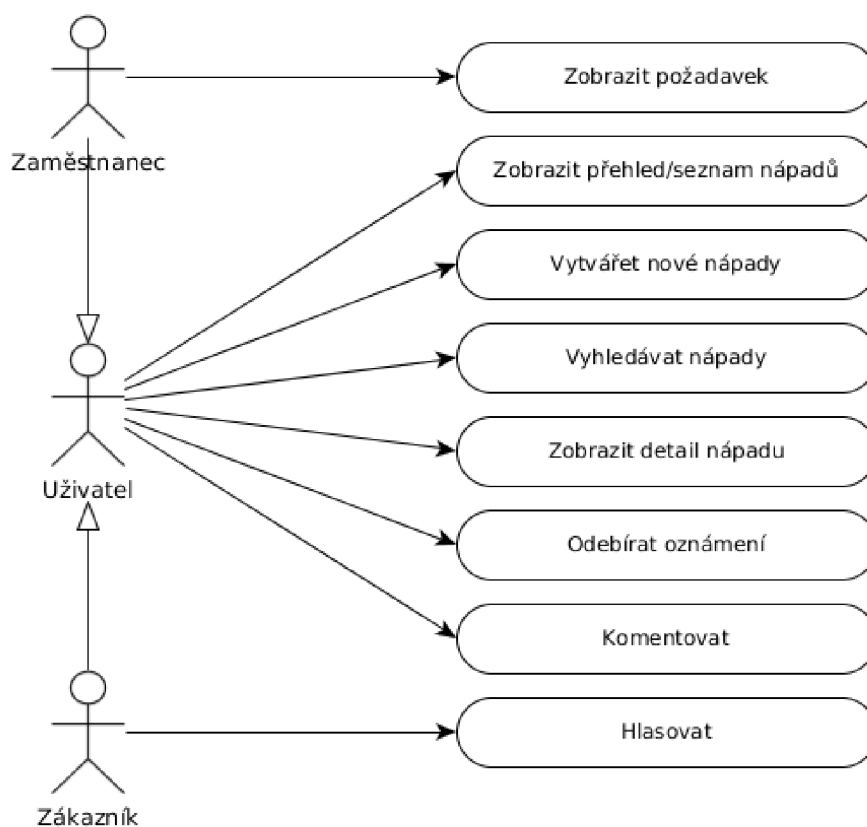 Zobrazit požadavek
Zaměstnanec
Zobrazit přehled/seznam nápadů
Vytvářet nové nápady
Vyhledávat nápady
Zobrazit detail nápadu
Uživatel
Odebírat oznámení
Komentovat
Hlasovat
Zákazník